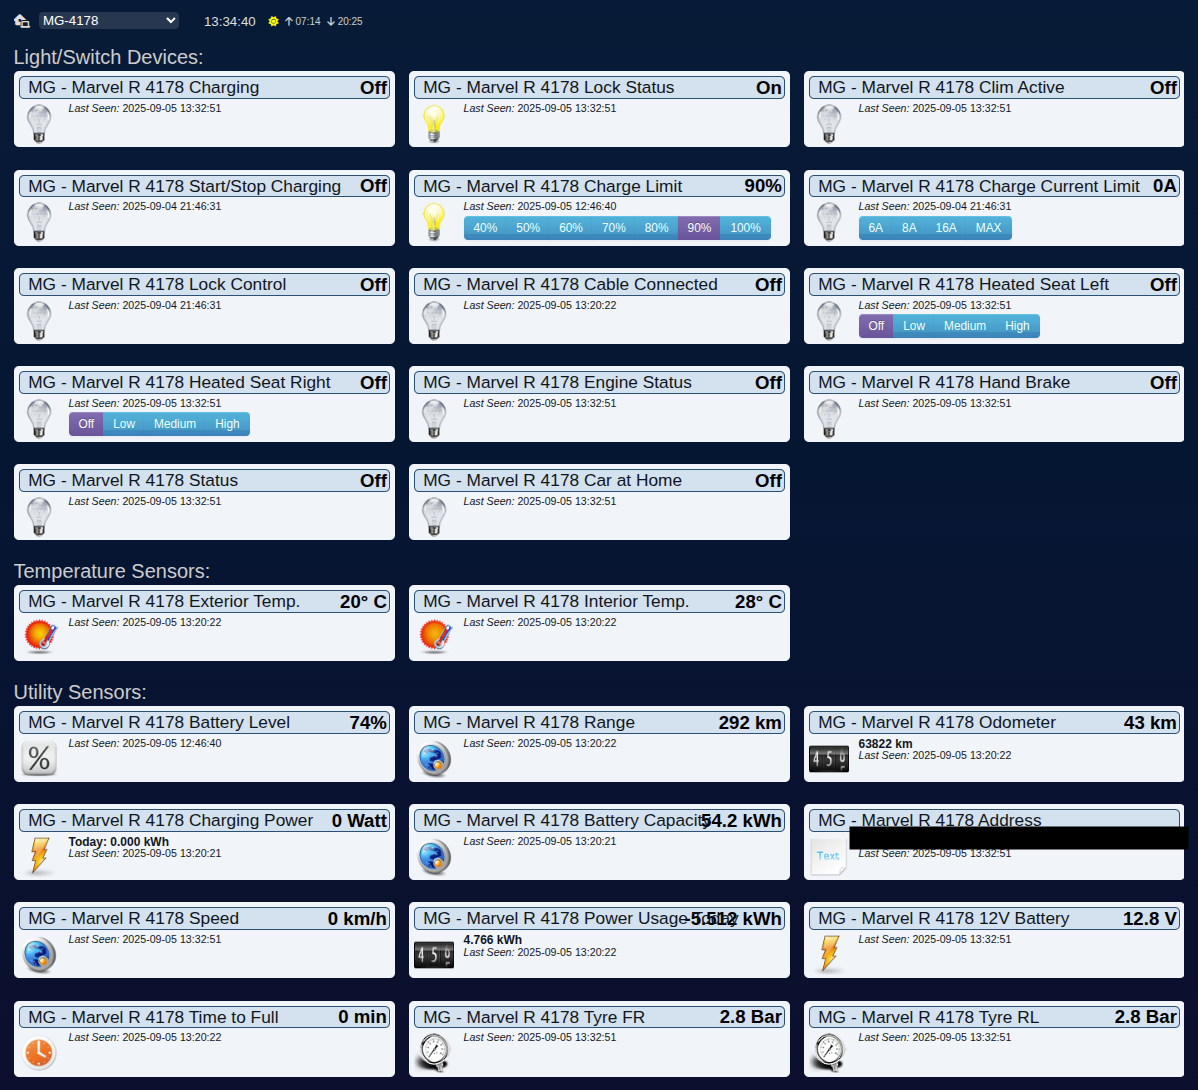 MG-4178 13:34:40 07:14 20:25
Light/Switch Devices:
MG - Marvel R 4178 Charging Off
Last Seen: 2025-09-05 13:32:51
MG - Marvel R 4178 Lock Status On
Last Seen: 2025-09-05 13:32:51
MG - Marvel R 4178 Clim Active Off
Last Seen: 2025-09-05 13:32:51
MG - Marvel R 4178 Start/Stop Charging Off
Last Seen: 2025-09-04 21:46:31
MG - Marvel R 4178 Charge Limit 90%
Last Seen: 2025-09-05 12:46:40
40% 50% 60% 70% 80% 90% 100%
MG - Marvel R 4178 Charge Current Limit 0A
Last Seen: 2025-09-04 21:46:31
6A 8A 16A MAX
MG - Marvel R 4178 Lock Control Off
Last Seen: 2025-09-04 21:46:31
MG - Marvel R 4178 Cable Connected Off
Last Seen: 2025-09-05 13:20:22
MG - Marvel R 4178 Heated Seat Left Off
Last Seen: 2025-09-05 13:32:51
Off Low Medium High
MG - Marvel R 4178 Heated Seat Right Off
Last Seen: 2025-09-05 13:32:51
Off Low Medium High
MG - Marvel R 4178 Engine Status Off
Last Seen: 2025-09-05 13:32:51
MG - Marvel R 4178 Hand Brake Off
Last Seen: 2025-09-05 13:32:51
MG - Marvel R 4178 Status Off
Last Seen: 2025-09-05 13:32:51
MG - Marvel R 4178 Car at Home Off
Last Seen: 2025-09-05 13:32:51
Temperature Sensors:
MG - Marvel R 4178 Exterior Temp. 20° C
Last Seen: 2025-09-05 13:20:22
MG - Marvel R 4178 Interior Temp. 28° C
Last Seen: 2025-09-05 13:20:22
Utility Sensors:
MG - Marvel R 4178 Battery Level 74%
%
Last Seen: 2025-09-05 12:46:40
MG - Marvel R 4178 Range 292 km
Last Seen: 2025-09-05 13:20:22
MG - Marvel R 4178 Odometer 43 km
63822 km
Last Seen: 2025-09-05 13:20:22
MG - Marvel R 4178 Charging Power 0 Watt
Today: 0.000 kWh
Last Seen: 2025-09-05 13:20:21
MG - Marvel R 4178 Battery Capacity 54.2 kWh
Last Seen: 2025-09-05 13:20:21
MG - Marvel R 4178 Address
Text
Last Seen: 2025-09-05 13:32:51
MG - Marvel R 4178 Speed 0 km/h
Last Seen: 2025-09-05 13:32:51
MG - Marvel R 4178 Power Usage Today kWh
4.766 kWh
Last Seen: 2025-09-05 13:20:22
MG - Marvel R 4178 12V Battery 12.8 V
Last Seen: 2025-09-05 13:32:51
MG - Marvel R 4178 Time to Full 0 min
Last Seen: 2025-09-05 13:20:22
MG - Marvel R 4178 Tyre FR 2.8 Bar
Last Seen: 2025-09-05 13:32:51
MG - Marvel R 4178 Tyre RL 2.8 Bar
Last Seen: 2025-09-05 13:32:51